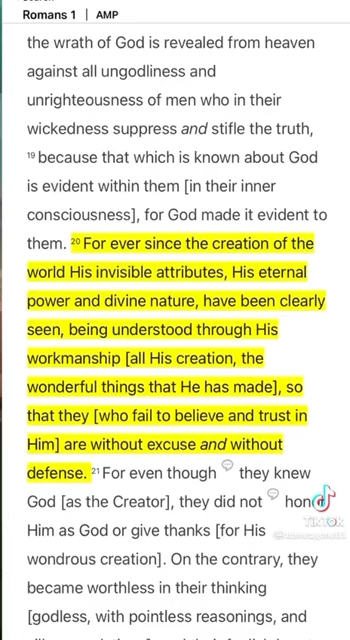 Romans 1 | AMP
the wrath of God is revealed from heaven
against all ungodliness and
unrighteousness of men who in their
wickedness suppress and stifle the truth,
19 because that which is known about God
is evident within them [in their inner
consciousness], for God made it evident to
them. 20 For ever since the creation of the
world His invisible attributes, His eternal
power and divine nature, have been clearly
seen, being understood through His
workmanship [all His creation, the
wonderful things that He has made], so
that they [who fail to believe and trust in
Him] are without excuse and without
defense. 21 For even though they knew
God [as the Creator], they did not honor
Him as God or give thanks [for His
TikTok
wondrous creation]. On the contrary, they
became worthless in their thinking
[godless, with pointless reasonings, and